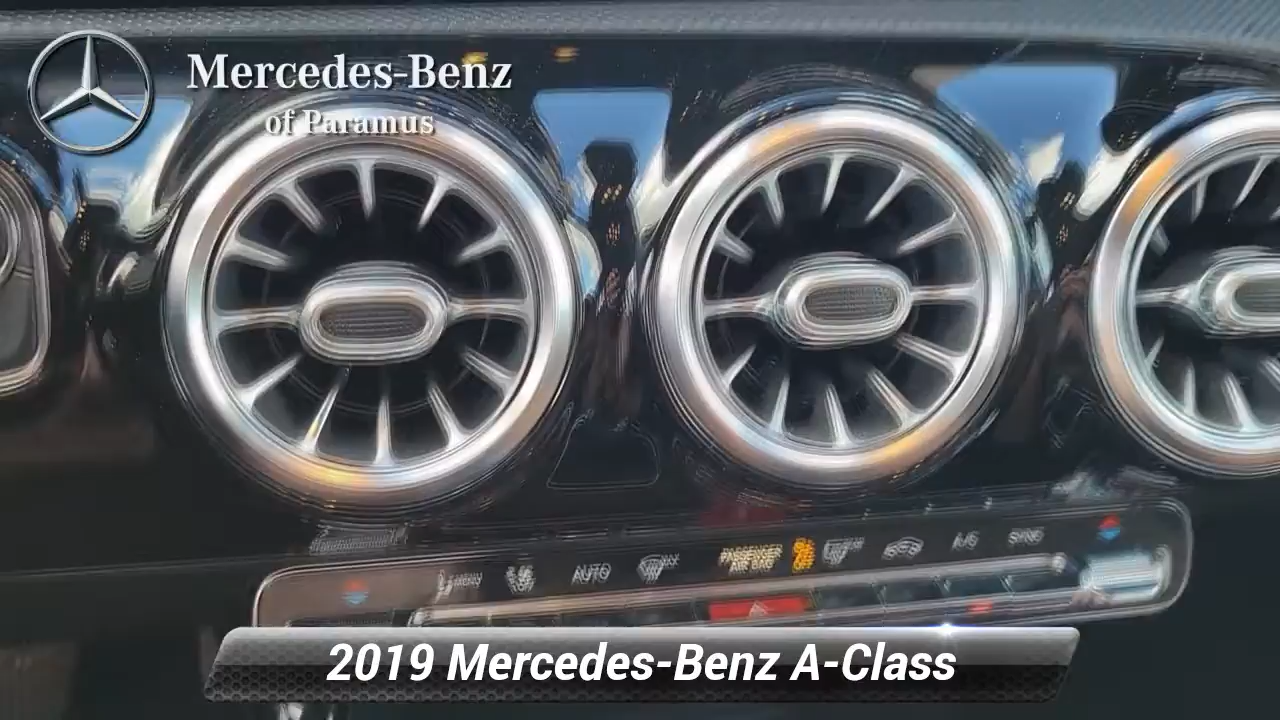 Mercedes-Benz
of Paramus
AUTO
PASSENGER
AIR BAG
OFF
A/C
SYNC
2019 Mercedes-Benz A-Class